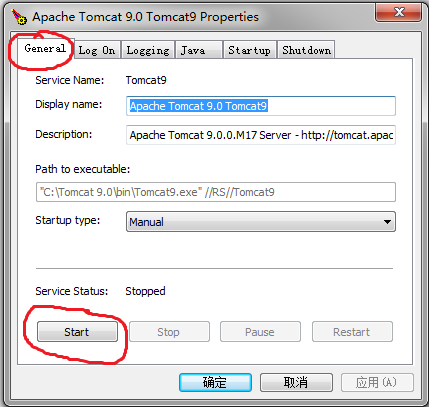 Apache Tomcat 9.0 Tomcat9 Properties
General Log On Logging Java Startup Shutdown
Service Name: Tomcat9
Display name: Apache Tomcat 9.0 Tomcat9
Description: Apache Tomcat 9.0.0.M17 Server - http://tomcat.apac
Path to executable:
"C:\Tomcat 9.0\bin\Tomcat9.exe" //RS//Tomcat9
Startup type: Manual
Service Status: Stopped
Start Stop Pause Restart
确定 取消 应用(A)